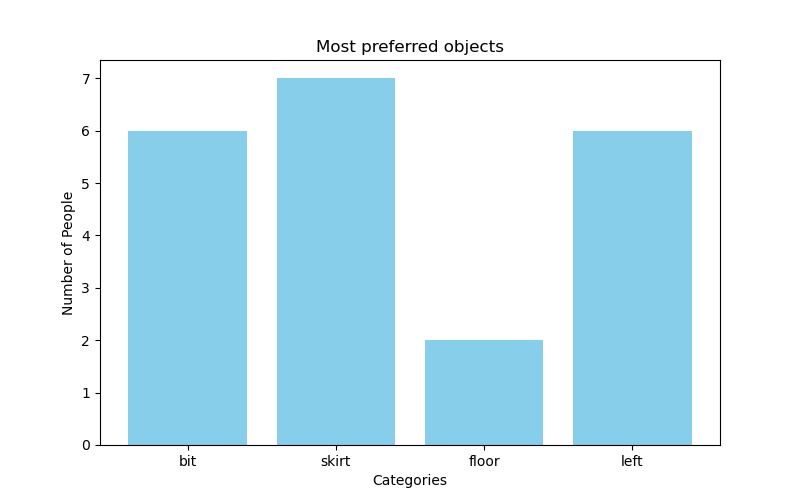 Most preferred objects
7
6
5
4
3
2
1
0
Number of People
bit skirt floor left
Categories